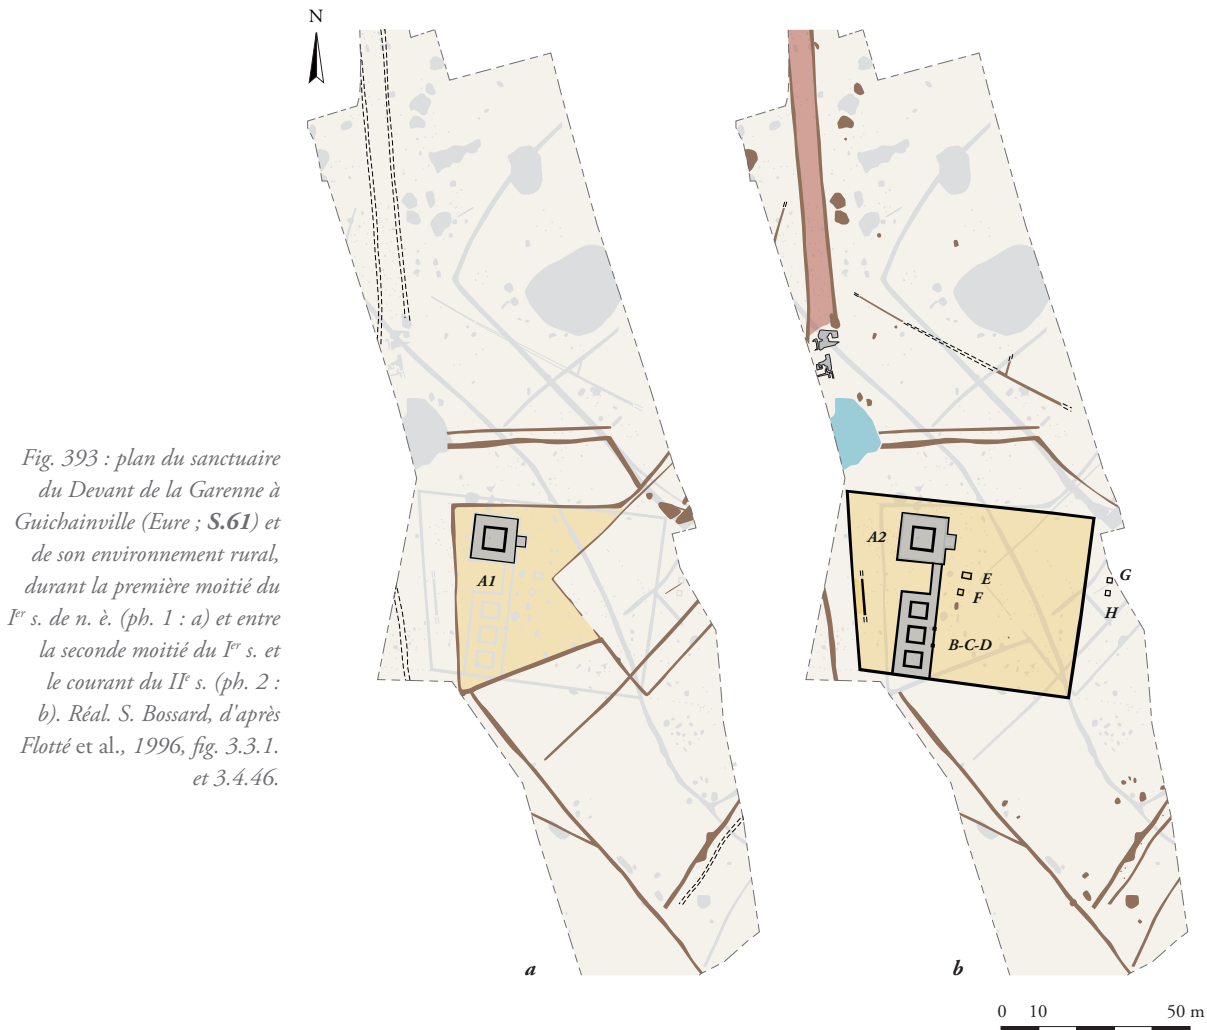 N
Fig. 393 : plan du sanctuaire
du Devant de la Garenne à
Guichainville (Eure ; S.61) et
de son environnement rural,
durant la première moitié du
Ier s. de n. è. (ph. 1 : a) et entre
la seconde moitié du Ier s. et
le courant du IIe s. (ph. 2 :
b). Réal. S. Bossard, d'après
Flotté et al., 1996, fig. 3.3.1.
et 3.4.46.
A1
a
A2
E
F
G
H
B-C-D
b
0 10 50 m